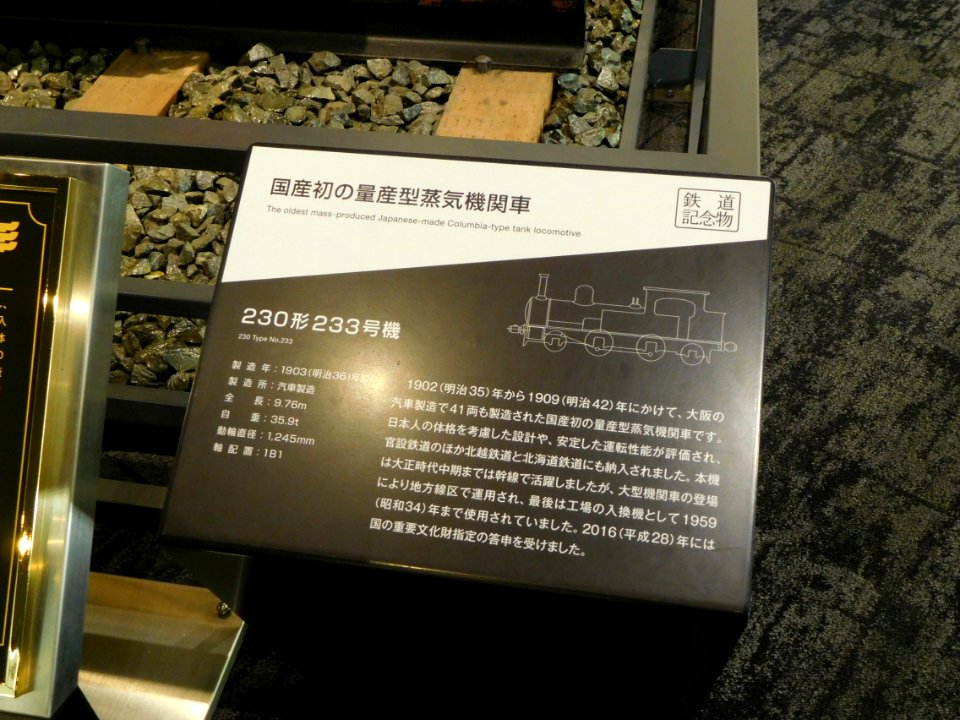 国産初の量産型蒸気機関車
The oldest mass-produced Japanese-made Columbia-type tank locomotive
鉄道
記念物
230形233号機
230 Type No.233
製造年：1903（明治36）年
製造所：汽車製造
全長：9.76m
自重：35.9t
動輪直径：1,245mm
軸配置：1B1
1902（明治35）年から1909（明治42）年にかけて、大阪の
汽車製造で41両も製造された国産初の量産型蒸気機関車です。
日本人の体格を考慮した設計や、安定した運転性能が評価され、
官設鉄道のほか北越鉄道と北海道鉄道にも納入されました。本機
は大正時代中期までは幹線で活躍しましたが、大型機関車の登場
により地方線区で運用され、最後は工場の入換機として1959
（昭和34）年まで使用されていました。2016（平成28）年には
国の重要文化財指定の答申を受けました。